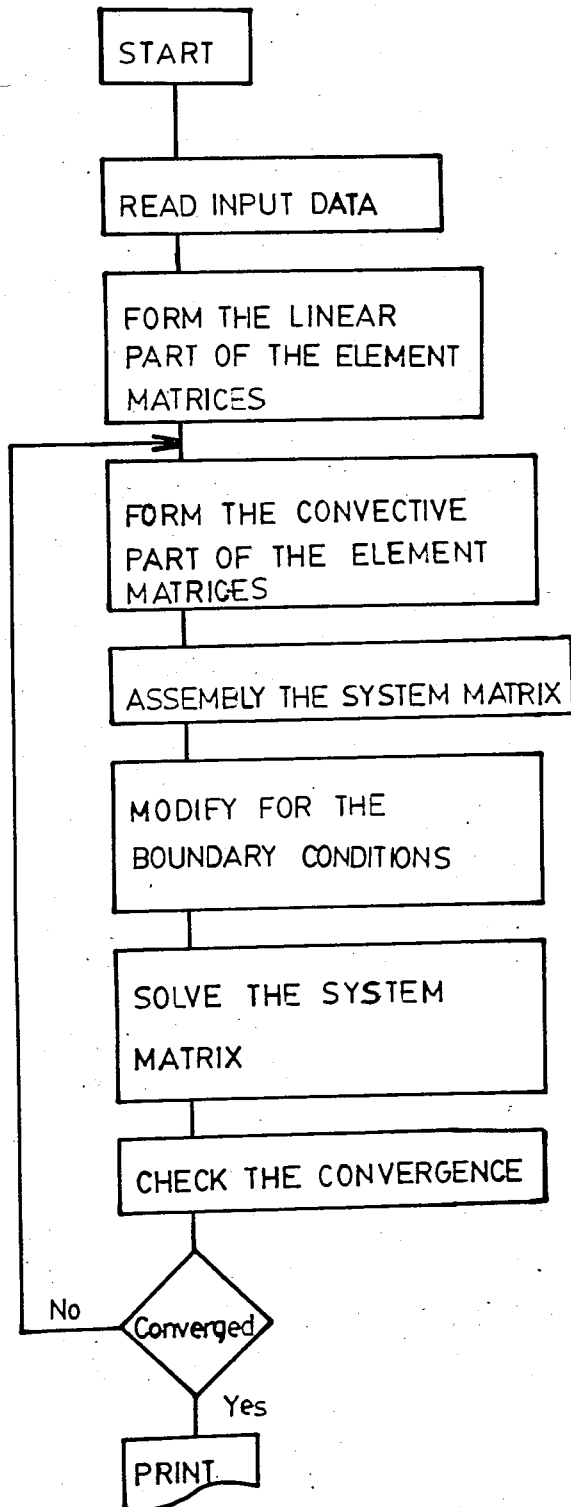 START
READ INPUT DATA
FORM THE LINEAR
PART OF THE ELEMENT
MATRICES
FORM THE CONVECTIVE
PART OF THE ELEMENT
MATRICES
ASSEMBLY THE SYSTEM MATRIX
MODIFY FOR THE
BOUNDARY CONDITIONS
SOLVE THE SYSTEM
MATRIX
CHECK THE CONVERGENCE
Converged
No
Yes
PRINT